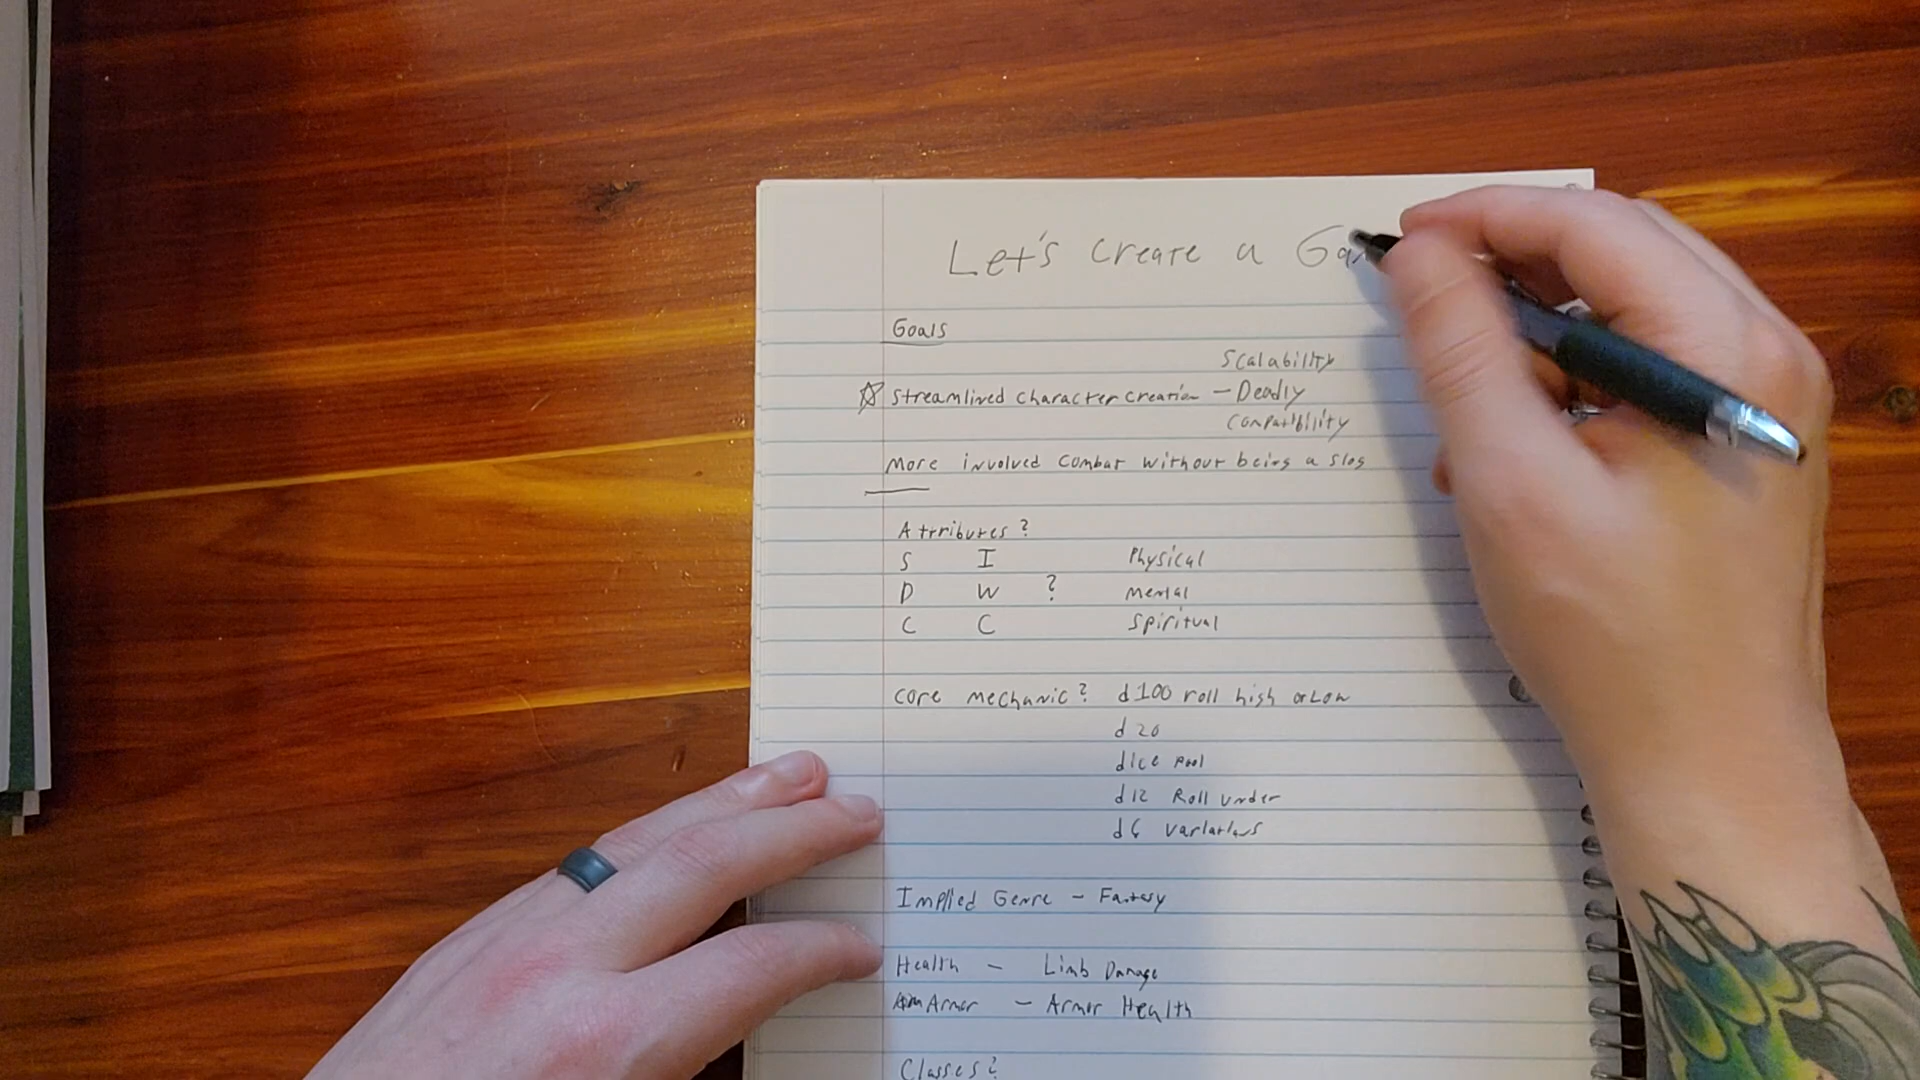 Let's Create a Gam
Goals
Scalability
Streamlined Character Creation - Deadly
Compatibility
More involved Combat without being a slog
Attributes?
S I Physical
D W ? Mental
C C Spiritual
Core Mechanic? d100 roll high or Low
d20
dice pool
d12 Roll under
d6 variations
Implied Genre - Fantasy
Health - Limb Damage
Armor - Armor Health
Classes?